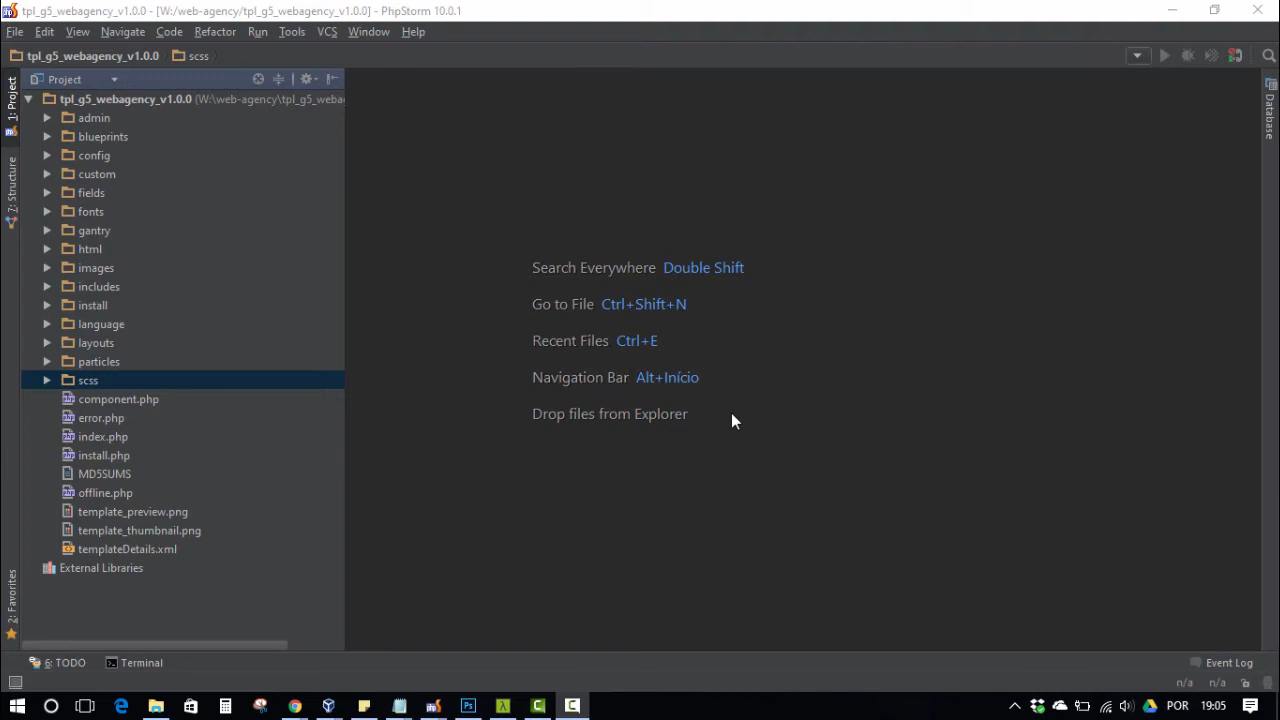 tpl_g5_webagency_v1.0.0 - [W:/web-agency/tpl_g5_webagency_v1.0.0] - PhpStorm 10.0.1
File Edit View Navigate Code Refactor Run Tools VCS Window Help
tpl_g5_webagency_v1.0.0 scss
1: Project
7: Structure
2: Favorites
Project
tpl_g5_webagency_v1.0.0 (W:\web-agency\tpl_g5_weba
admin
blueprints
config
custom
fields
fonts
gantry
html
images
includes
install
language
layouts
particles
scss
component.php
error.php
index.php
install.php
MD5SUMS
offline.php
template_preview.png
template_thumbnail.png
templateDetails.xml
External Libraries
Search Everywhere Double Shift
Go to File Ctrl+Shift+N
Recent Files Ctrl+E
Navigation Bar Alt+Início
Drop files from Explorer
Database
6: TODO Terminal Event Log
n/a n/a
POR 19:05